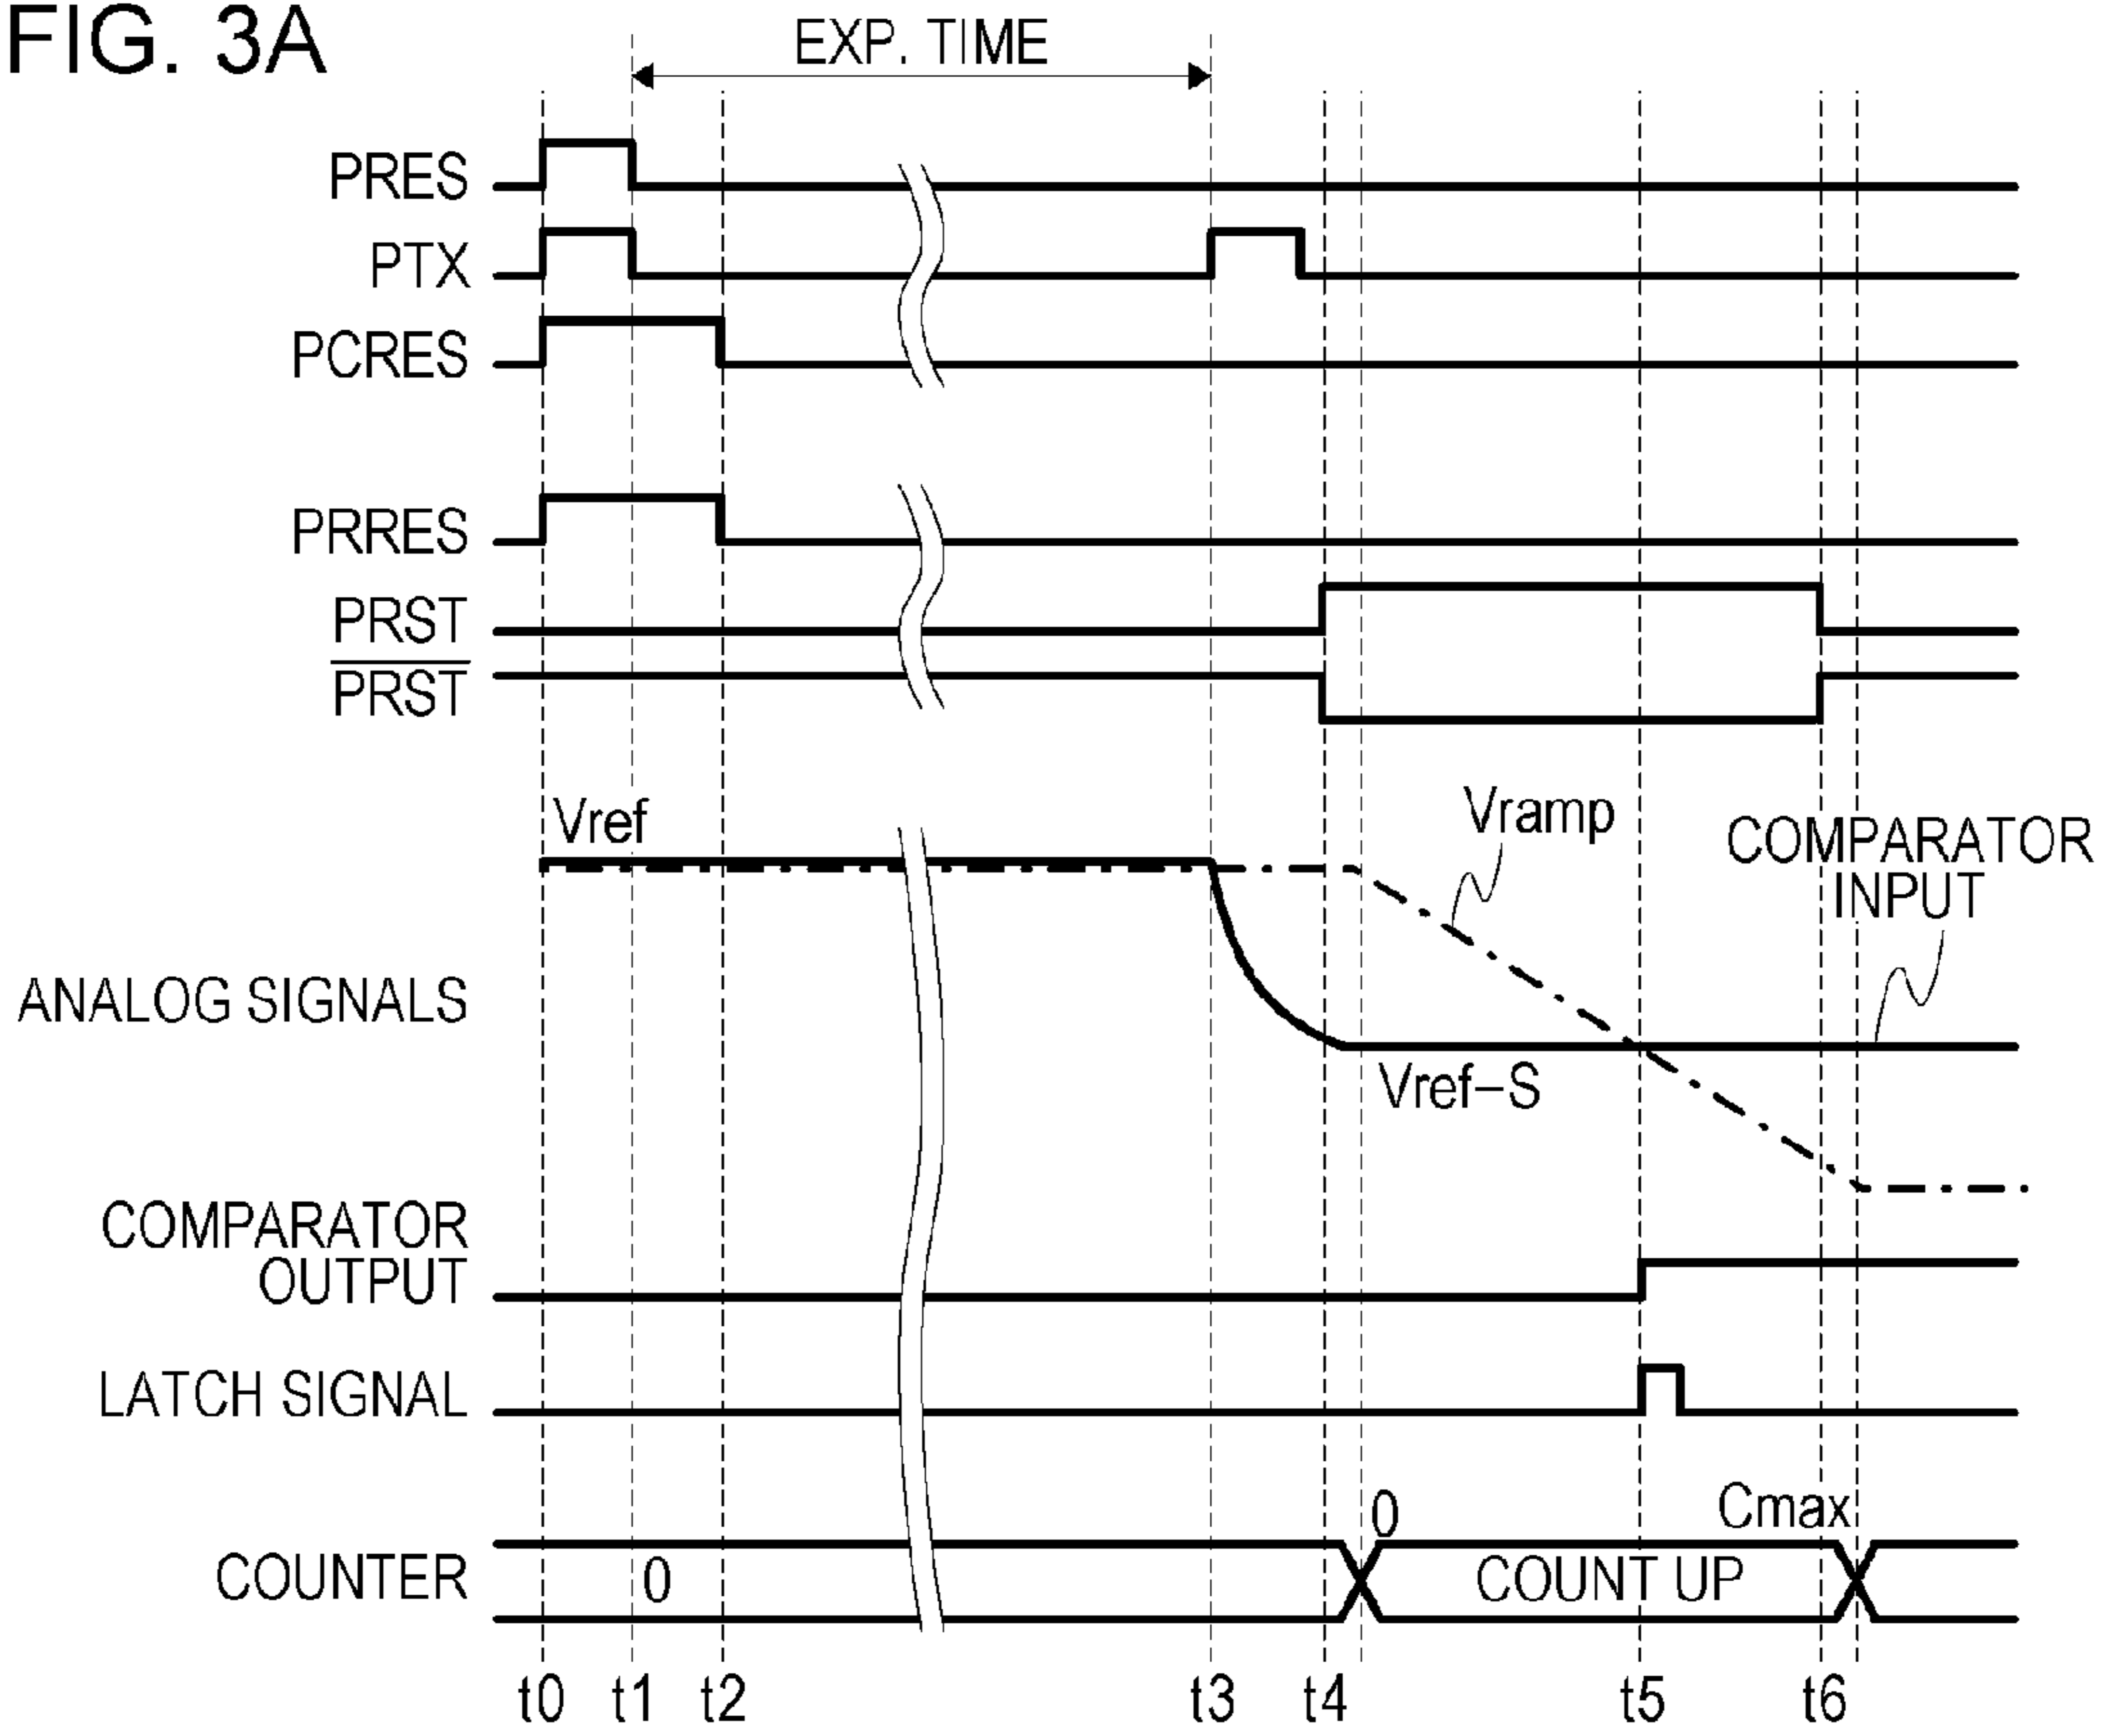 FIG. 3A
EXP. TIME
PRES
PTX
PCRES
PRRES
PRST
P̅R̅S̅T̅
Vref
Vramp
COMPARATOR
INPUT
ANALOG SIGNALS
Vref–S
COMPARATOR
OUTPUT
LATCH SIGNAL
0
Cmax
COUNTER
0
COUNT UP
t0 t1 t2 t3 t4 t5 t6